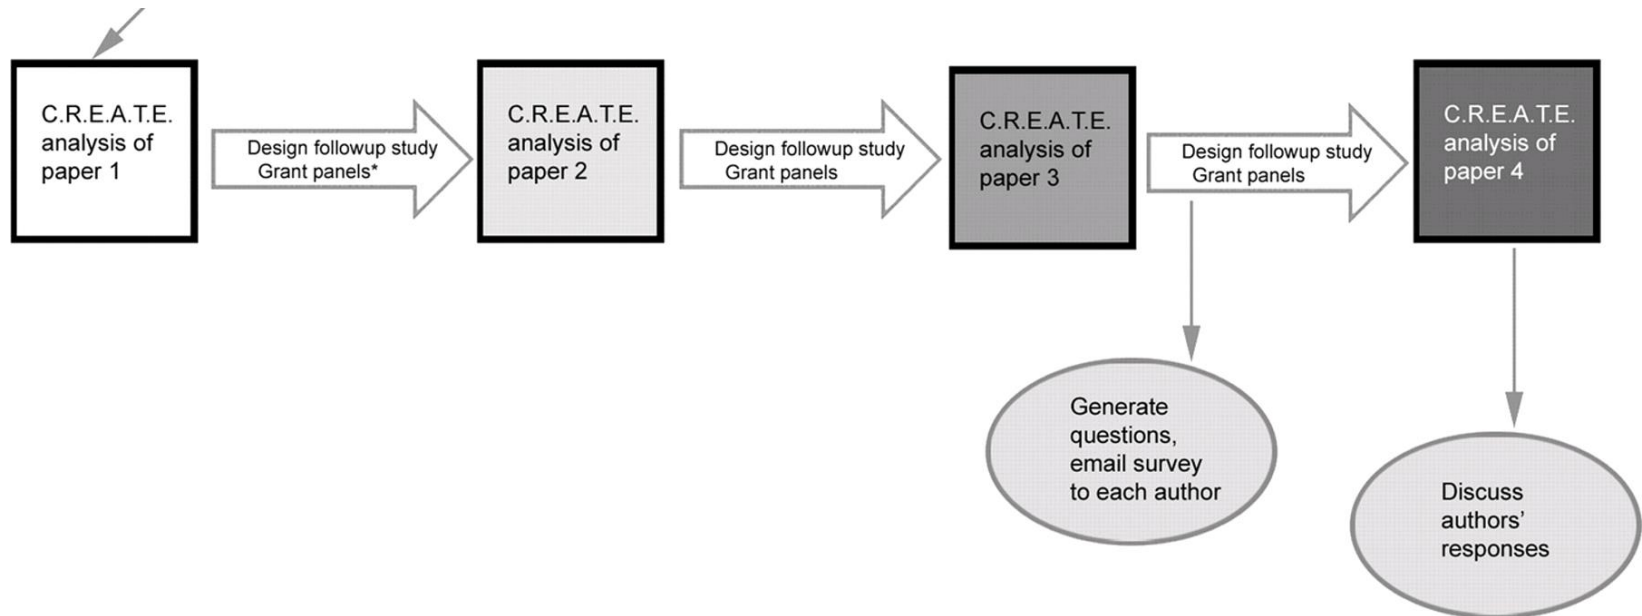 C.R.E.A.T.E.
analysis of
paper 1
Design followup study
Grant panels*
C.R.E.A.T.E.
analysis of
paper 2
Design followup study
Grant panels
C.R.E.A.T.E.
analysis of
paper 3
Design followup study
Grant panels
C.R.E.A.T.E.
analysis of
paper 4
Generate
questions,
email survey
to each author
Discuss
authors’
responses